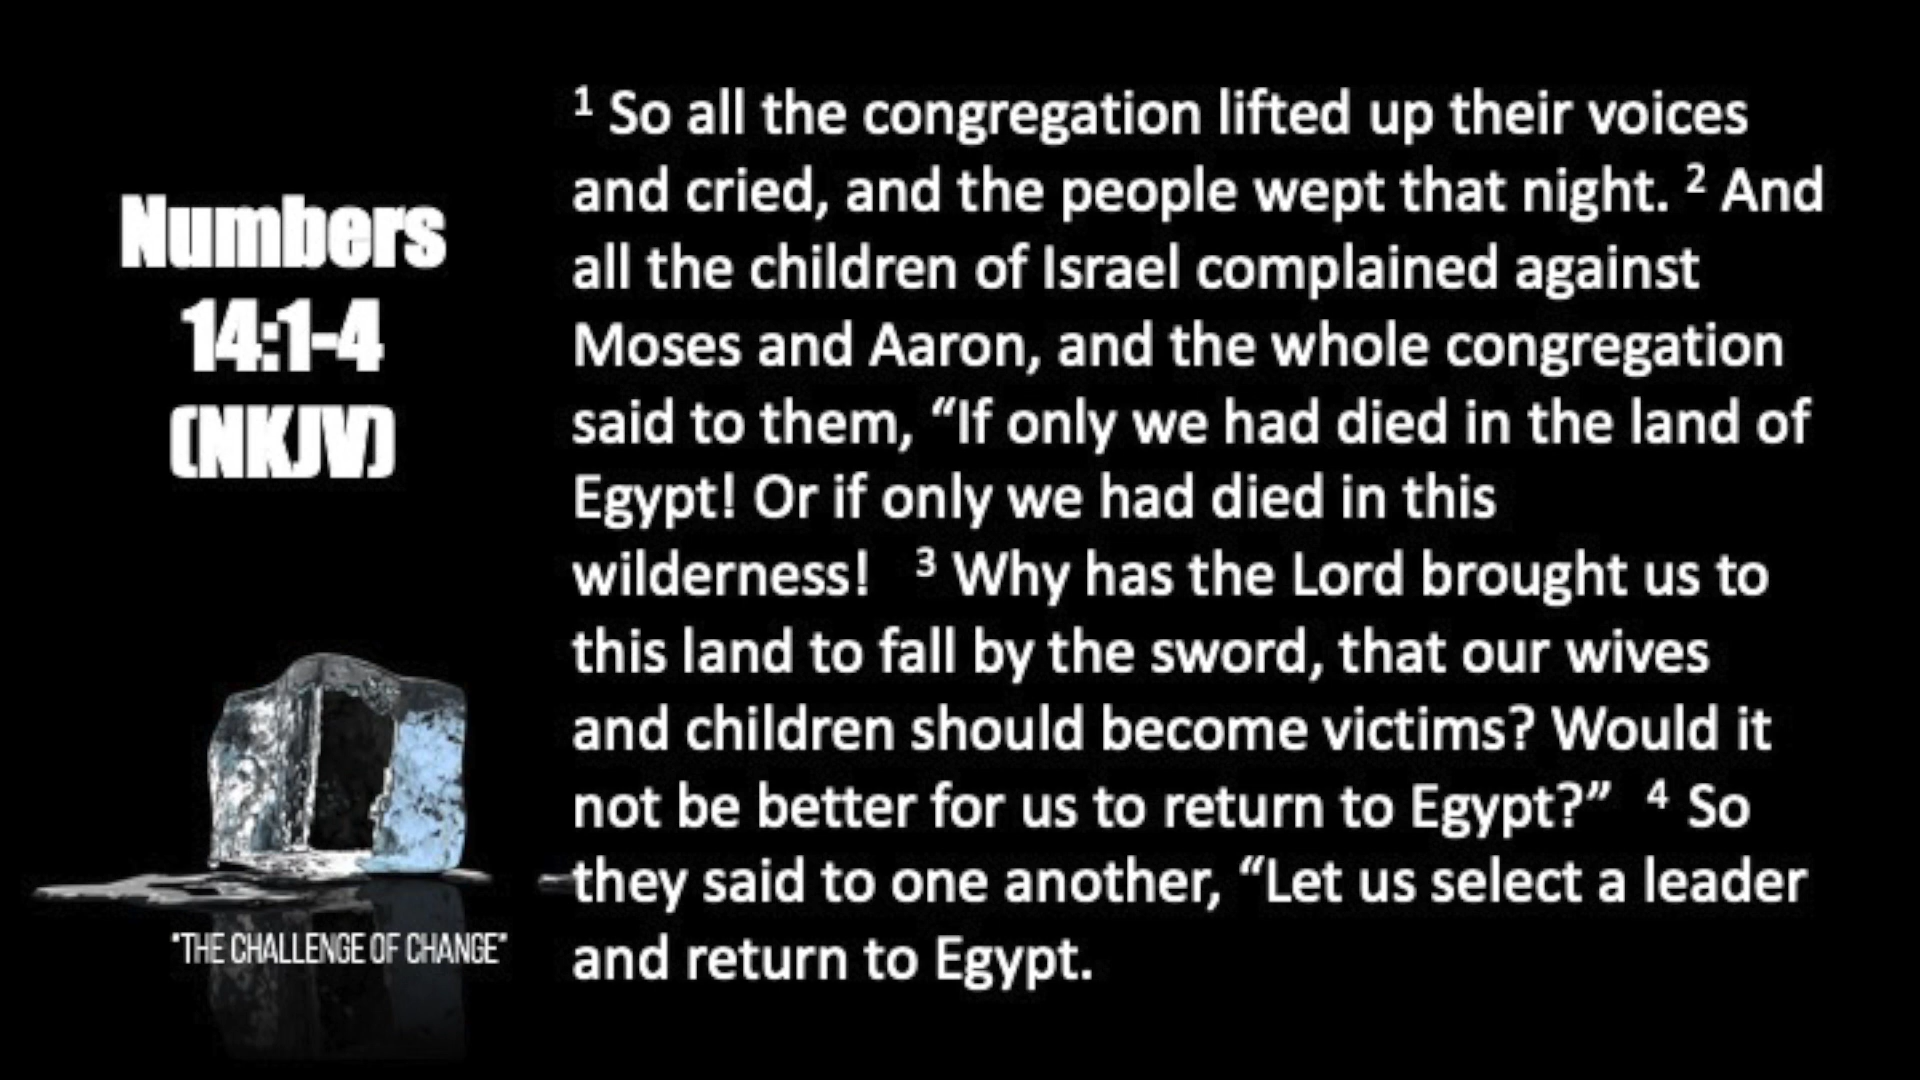 Numbers
14:1-4
(NKJV)
"THE CHALLENGE OF CHANGE"
¹ So all the congregation lifted up their voices
and cried, and the people wept that night. ² And
all the children of Israel complained against
Moses and Aaron, and the whole congregation
said to them, “If only we had died in the land of
Egypt! Or if only we had died in this
wilderness! ³ Why has the Lord brought us to
this land to fall by the sword, that our wives
and children should become victims? Would it
not be better for us to return to Egypt?” ⁴ So
they said to one another, “Let us select a leader
and return to Egypt.